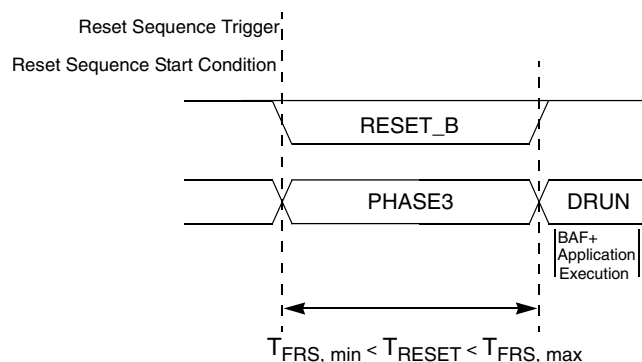 Reset Sequence Trigger
Reset Sequence Start Condition
RESET_B
PHASE3
DRUN
BAF+
Application
Execution
TFRS, min < TRESET < TFRS, max